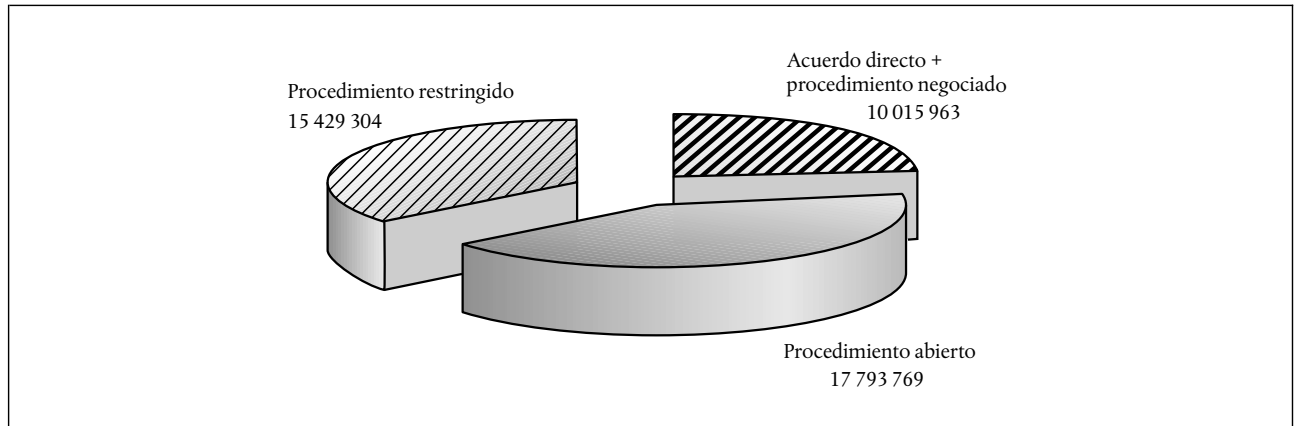 Procedimiento restringido
15 429 304
Acuerdo directo +
procedimiento negociado
10 015 963
Procedimiento abierto
17 793 769